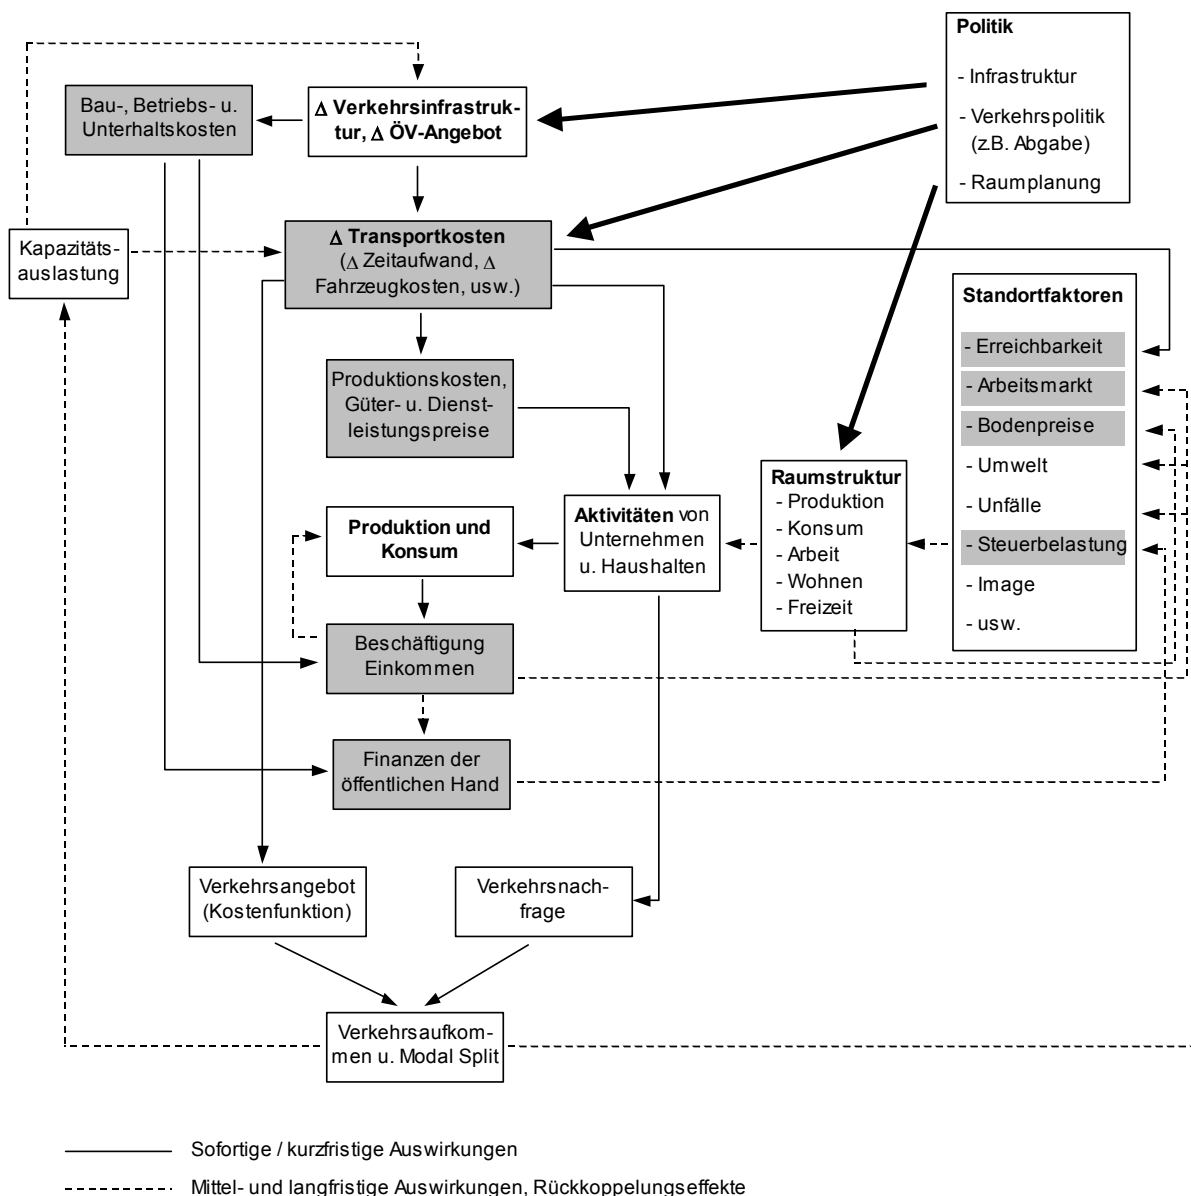 Politik
- Infrastruktur
- Verkehrspolitik
(z.B. Abgabe)
- Raumplanung
Bau-, Betriebs- u.
Unterhaltskosten
Δ Verkehrsinfrastruk-
tur, Δ ÖV-Angebot
Kapazitäts-
auslastung
Δ Transportkosten
(Δ Zeitaufwand, Δ
Fahrzeugkosten, usw.)
Standortfaktoren
- Erreichbarkeit
- Arbeitsmarkt
- Bodenpreise
- Umwelt
- Unfälle
- Steuerbelastung
- Image
- usw.
Produktionskosten,
Güter- u. Dienst-
leistungspreise
Raumstruktur
- Produktion
- Konsum
- Arbeit
- Wohnen
- Freizeit
Aktivitäten von
Unternehmen
u. Haushalten
Produktion und
Konsum
Beschäftigung
Einkommen
Finanzen der
öffentlichen Hand
Verkehrsangebot
(Kostenfunktion)
Verkehrsnach-
frage
Verkehrsaufkom-
men u. Modal Split
Sofortige / kurzfristige Auswirkungen
Mittel- und langfristige Auswirkungen, Rückkoppelungseffekte